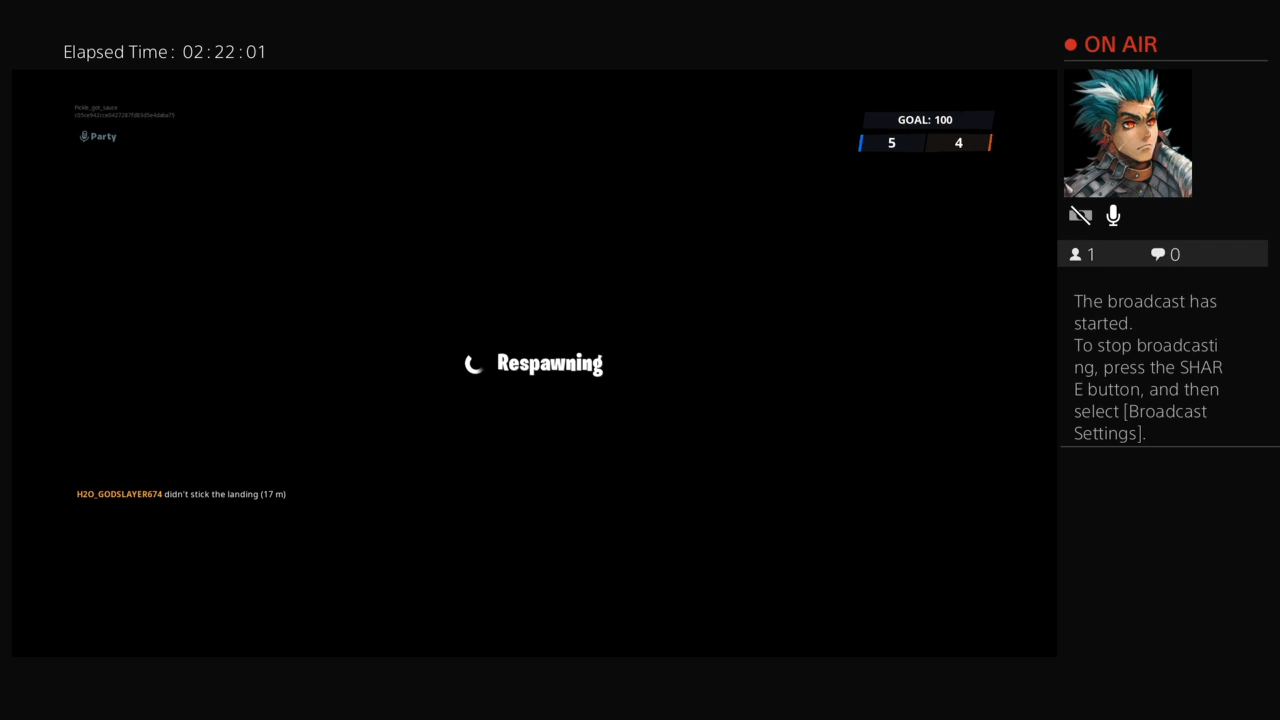 Elapsed Time: 02:22:01
ON AIR
Pickle_got_sauce
Party
GOAL: 100
5 4
1 0
The broadcast has
started.
To stop broadcasti
ng, press the SHAR
E button, and then
select [Broadcast
Settings].
Respawning
H2O_GODSLAYER674 didn't stick the landing (17 m)